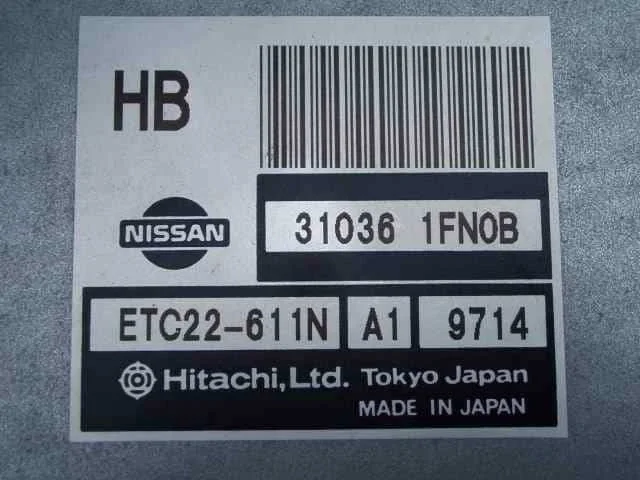 HB
NISSAN
31036 1FN0B
ETC22-611N A1 9714
Hitachi, Ltd. Tokyo Japan
MADE IN JAPAN